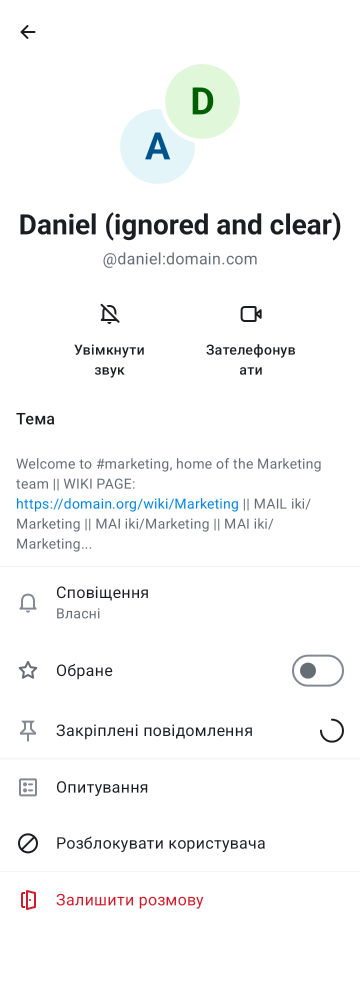 D
A
Daniel (ignored and clear)
@daniel:domain.com
Увімкнути
звук
Зателефонув
ати
Тема
Welcome to #marketing, home of the Marketing
team || WIKI PAGE:
https://domain.org/wiki/Marketing || MAIL iki/
Marketing || MAI iki/Marketing || MAI iki/
Marketing...
Сповіщення
Власні
Обране
Закріплені повідомлення
Опитування
Розблокувати користувача
Залишити розмову